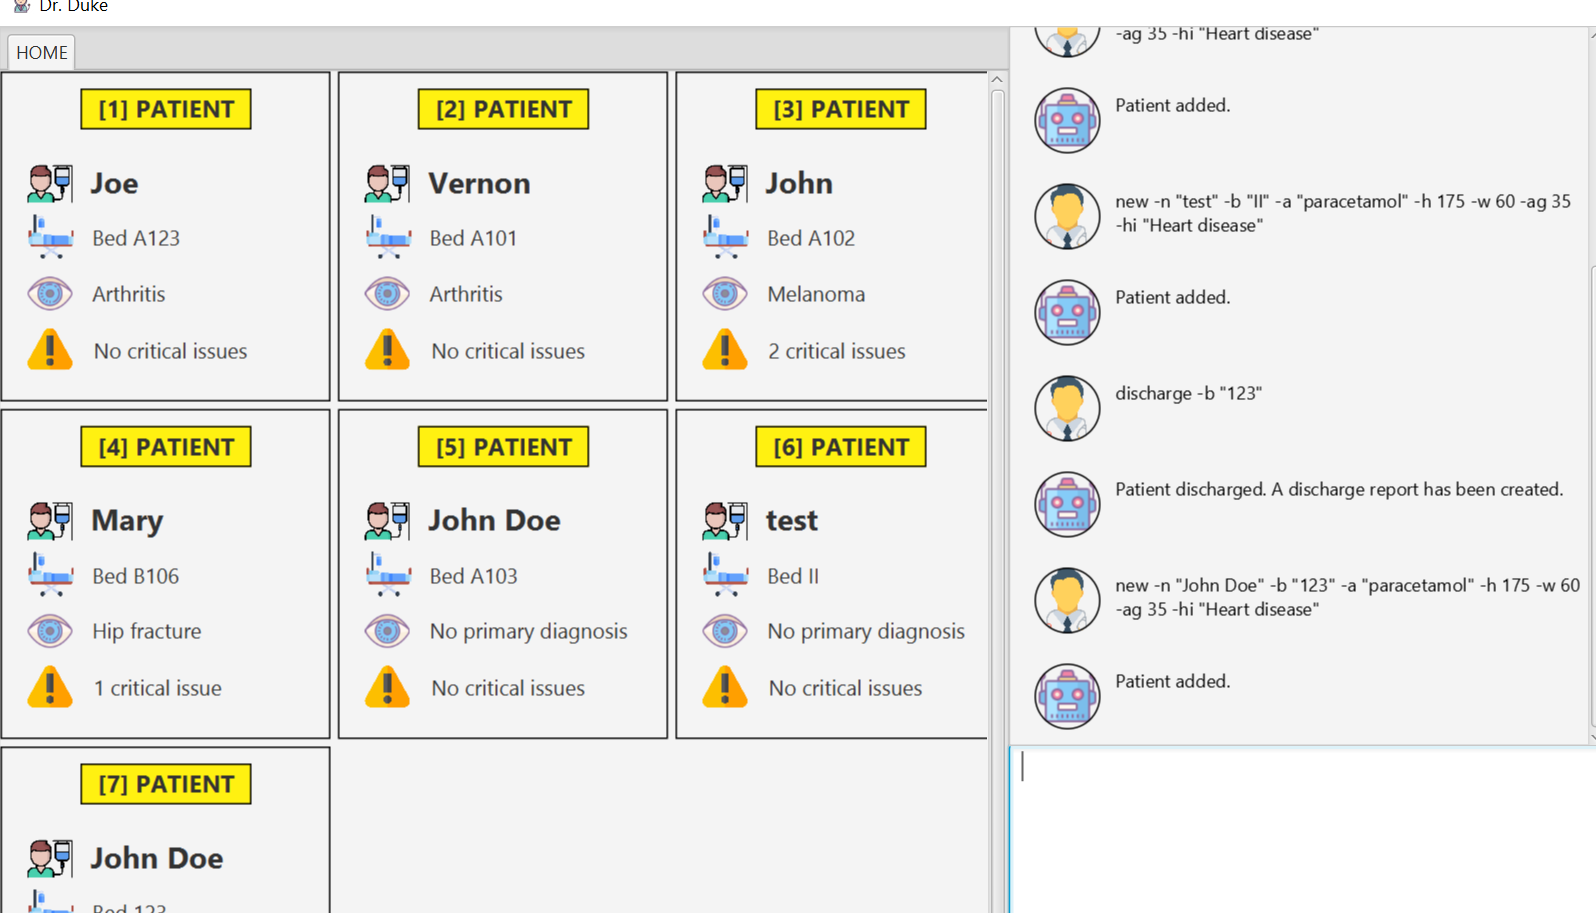 Dr. Duke
HOME
[1] PATIENT
Joe
Bed A123
Arthritis
No critical issues
[2] PATIENT
Vernon
Bed A101
Arthritis
No critical issues
[3] PATIENT
John
Bed A102
Melanoma
2 critical issues
[4] PATIENT
Mary
Bed B106
Hip fracture
1 critical issue
[5] PATIENT
John Doe
Bed A103
No primary diagnosis
No critical issues
[6] PATIENT
test
Bed II
No primary diagnosis
No critical issues
[7] PATIENT
John Doe
Bed 123
-ag 35 -hi "Heart disease"
Patient added.
new -n "test" -b "II" -a "paracetamol" -h 175 -w 60 -ag 35
-hi "Heart disease"
Patient added.
discharge -b "123"
Patient discharged. A discharge report has been created.
new -n "John Doe" -b "123" -a "paracetamol" -h 175 -w 60
-ag 35 -hi "Heart disease"
Patient added.